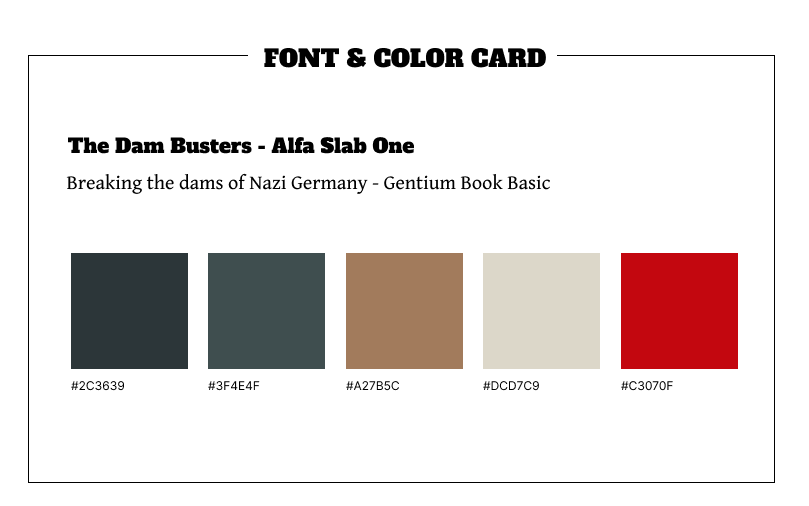 FONT & COLOR CARD
The Dam Busters - Alfa Slab One
Breaking the dams of Nazi Germany - Gentium Book Basic
#2C3639 #3F4E4F #A27B5C #DCD7C9 #C3070F